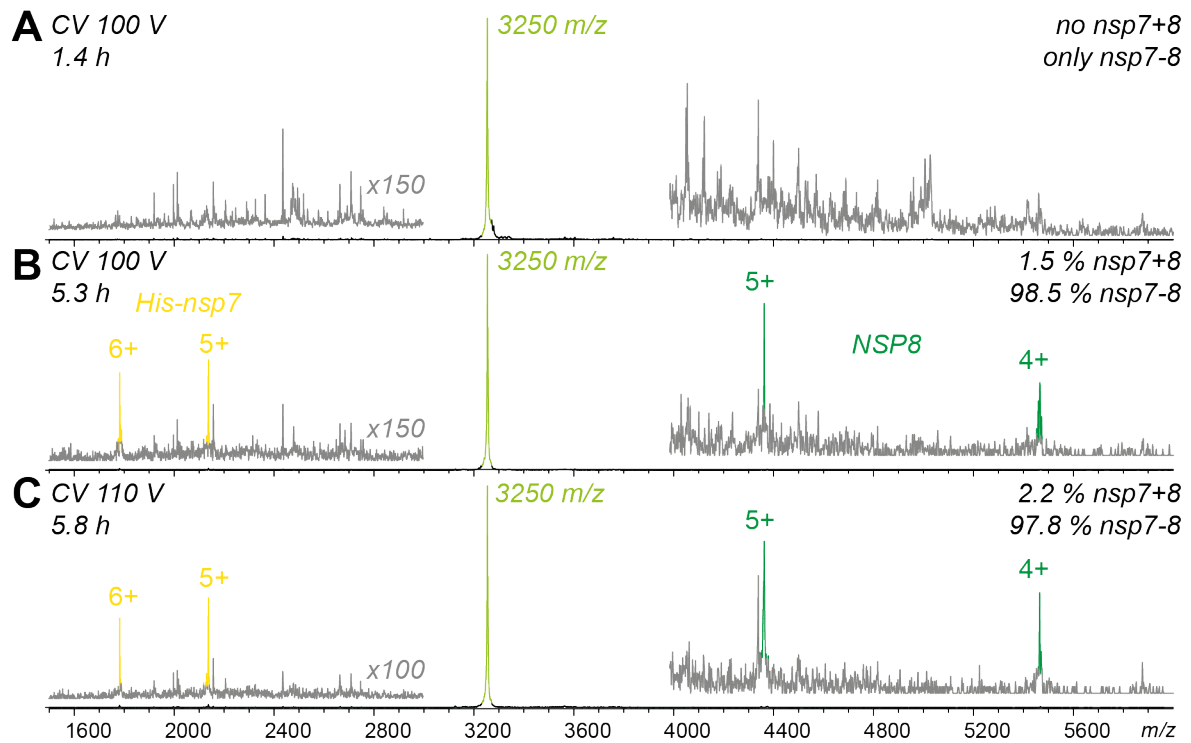 A CV 100 V 3250 m/z no nsp7+8
1.4 h only nsp7-8
x150
B CV 100 V 3250 m/z 1.5 % nsp7+8
5.3 h His-nsp7 5+ 98.5 % nsp7-8
6+ 5+ NSP8 4+
x150
C CV 110 V 3250 m/z 2.2 % nsp7+8
5.8 h 5+ 97.8 % nsp7-8
6+ 5+ 4+
x100
1600 2000 2400 2800 3200 3600 4000 4400 4800 5200 5600 m/z